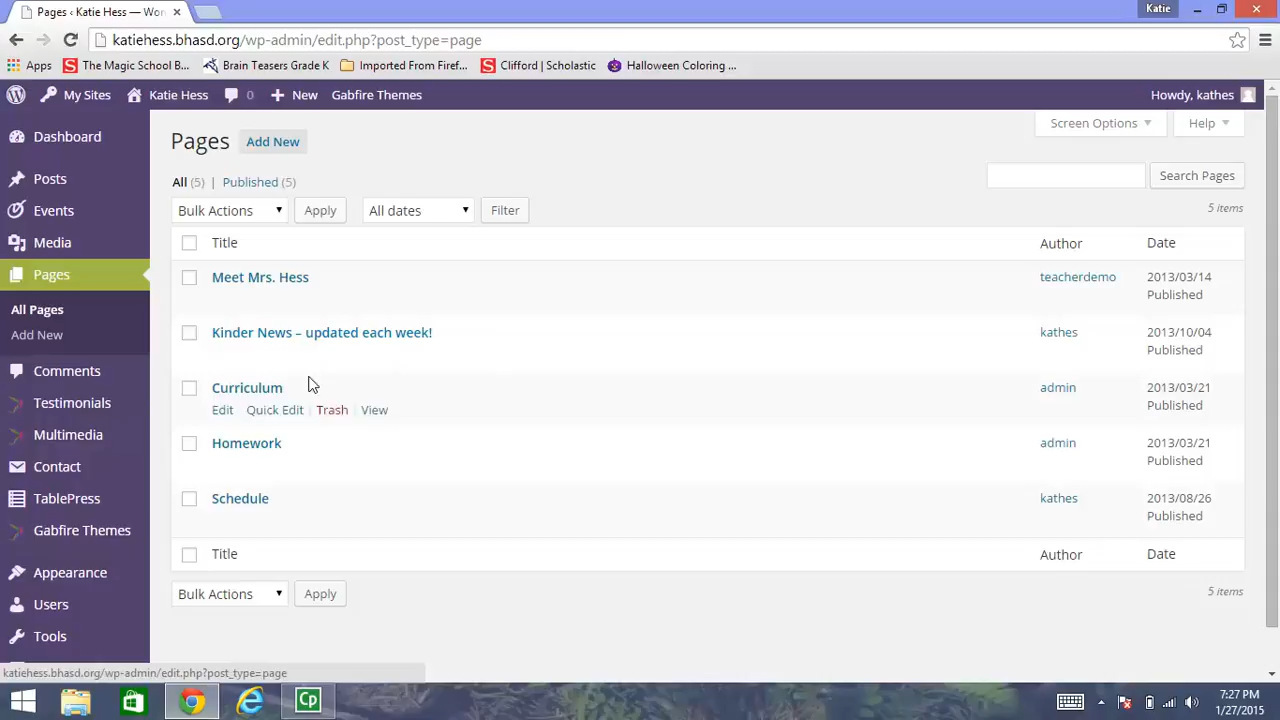 Pages ‹ Katie Hess — Wor
Katie
katiehess.bhasd.org/wp-admin/edit.php?post_type=page
Apps The Magic School B... Brain Teasers Grade K Imported From Firef... Clifford | Scholastic Halloween Coloring ...
My Sites Katie Hess 0 New Gabfire Themes Howdy, kathes
Dashboard
Posts
Events
Media
Pages
All Pages
Add New
Comments
Testimonials
Multimedia
Contact
TablePress
Gabfire Themes
Appearance
Users
Tools
Pages Add New
Screen Options Help
All (5) | Published (5)
Search Pages
Bulk Actions Apply All dates Filter
5 items
Title Author Date
Meet Mrs. Hess teacherdemo 2013/03/14
Published
Kinder News – updated each week! kathes 2013/10/04
Published
Curriculum admin 2013/03/21
Edit | Quick Edit | Trash | View Published
Homework admin 2013/03/21
Published
Schedule kathes 2013/08/26
Published
Title Author Date
Bulk Actions Apply
5 items
katiehess.bhasd.org/wp-admin/edit.php?post_type=page
Cp
7:27 PM
1/27/2015